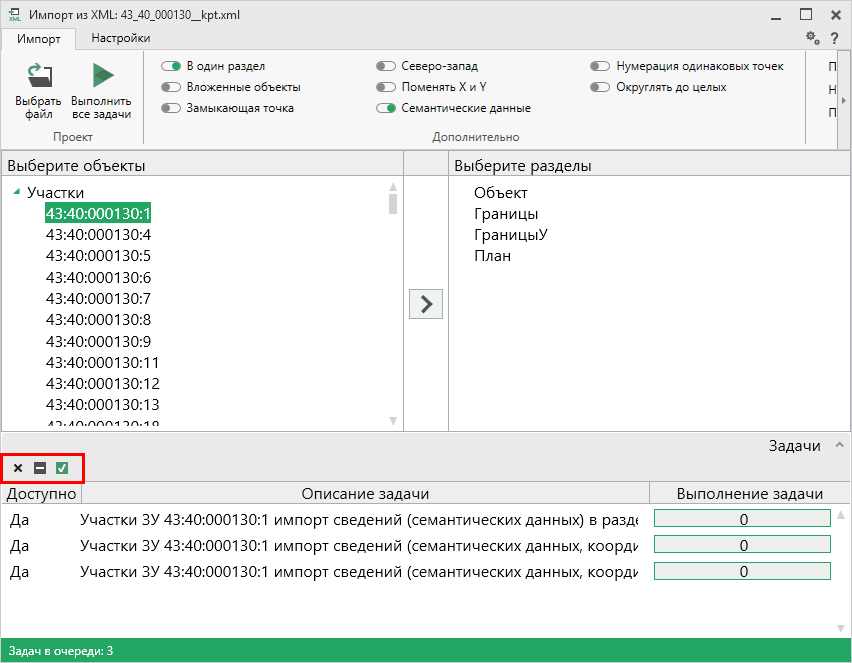 Импорт из XML: 43_40_000130__kpt.xml
Импорт Настройки
?
Выбрать файл
Выполнить все задачи
Проект
В один раздел
Вложенные объекты
Замыкающая точка
Северо-запад
Поменять X и Y
Семантические данные
Нумерация одинаковых точек
Округлять до целых
Дополнительно
П
Н
П
Выберите объекты
Участки
43:40:000130:1
43:40:000130:4
43:40:000130:5
43:40:000130:6
43:40:000130:7
43:40:000130:8
43:40:000130:9
43:40:000130:11
43:40:000130:12
43:40:000130:13
Выберите разделы
Объект
Границы
ГраницыУ
План
Задачи
Доступно Описание задачи Выполнение задачи
Да Участки ЗУ 43:40:000130:1 импорт сведений (семантических данных) в разде 0
Да Участки ЗУ 43:40:000130:1 импорт сведений (семантических данных, коорди 0
Да Участки ЗУ 43:40:000130:1 импорт сведений (семантических данных, коорди 0
Задач в очереди: 3